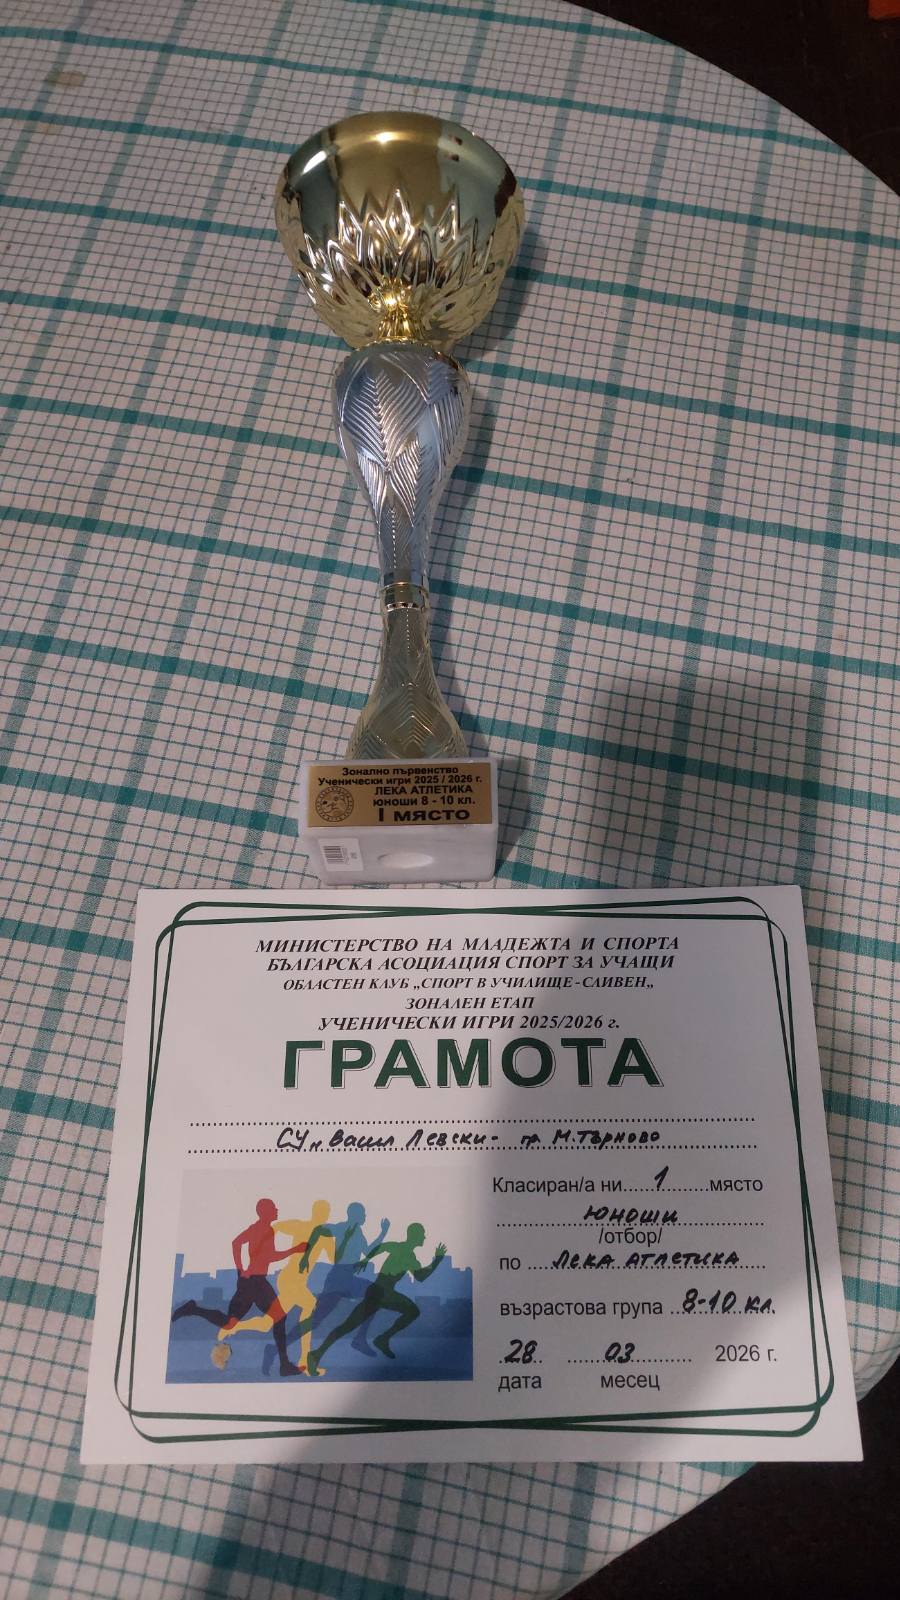 Зонално първенство
Ученически игри 2025 / 2026 г.
ЛЕКА АТЛЕТИКА
юноши 8 - 10 кл.
I място
МИНИСТЕРСТВО НА МЛАДЕЖТА И СПОРТА
БЪЛГАРСКА АСОЦИАЦИЯ СПОРТ ЗА УЧАЩИ
ОБЛАСТЕН КЛУБ „СПОРТ В УЧИЛИЩЕ - СЛИВЕН„
ЗОНАЛЕН ЕТАП
УЧЕНИЧЕСКИ ИГРИ 2025/2026 г.
ГРАМОТА
СУ „Васил Левски - гр. М. Търново
Класиран/а ни......1.........място
юноши
/отбор/
по ....Лека атлетика....
възрастова група ..8-10 кл.
28 03 2026 г.
дата месец